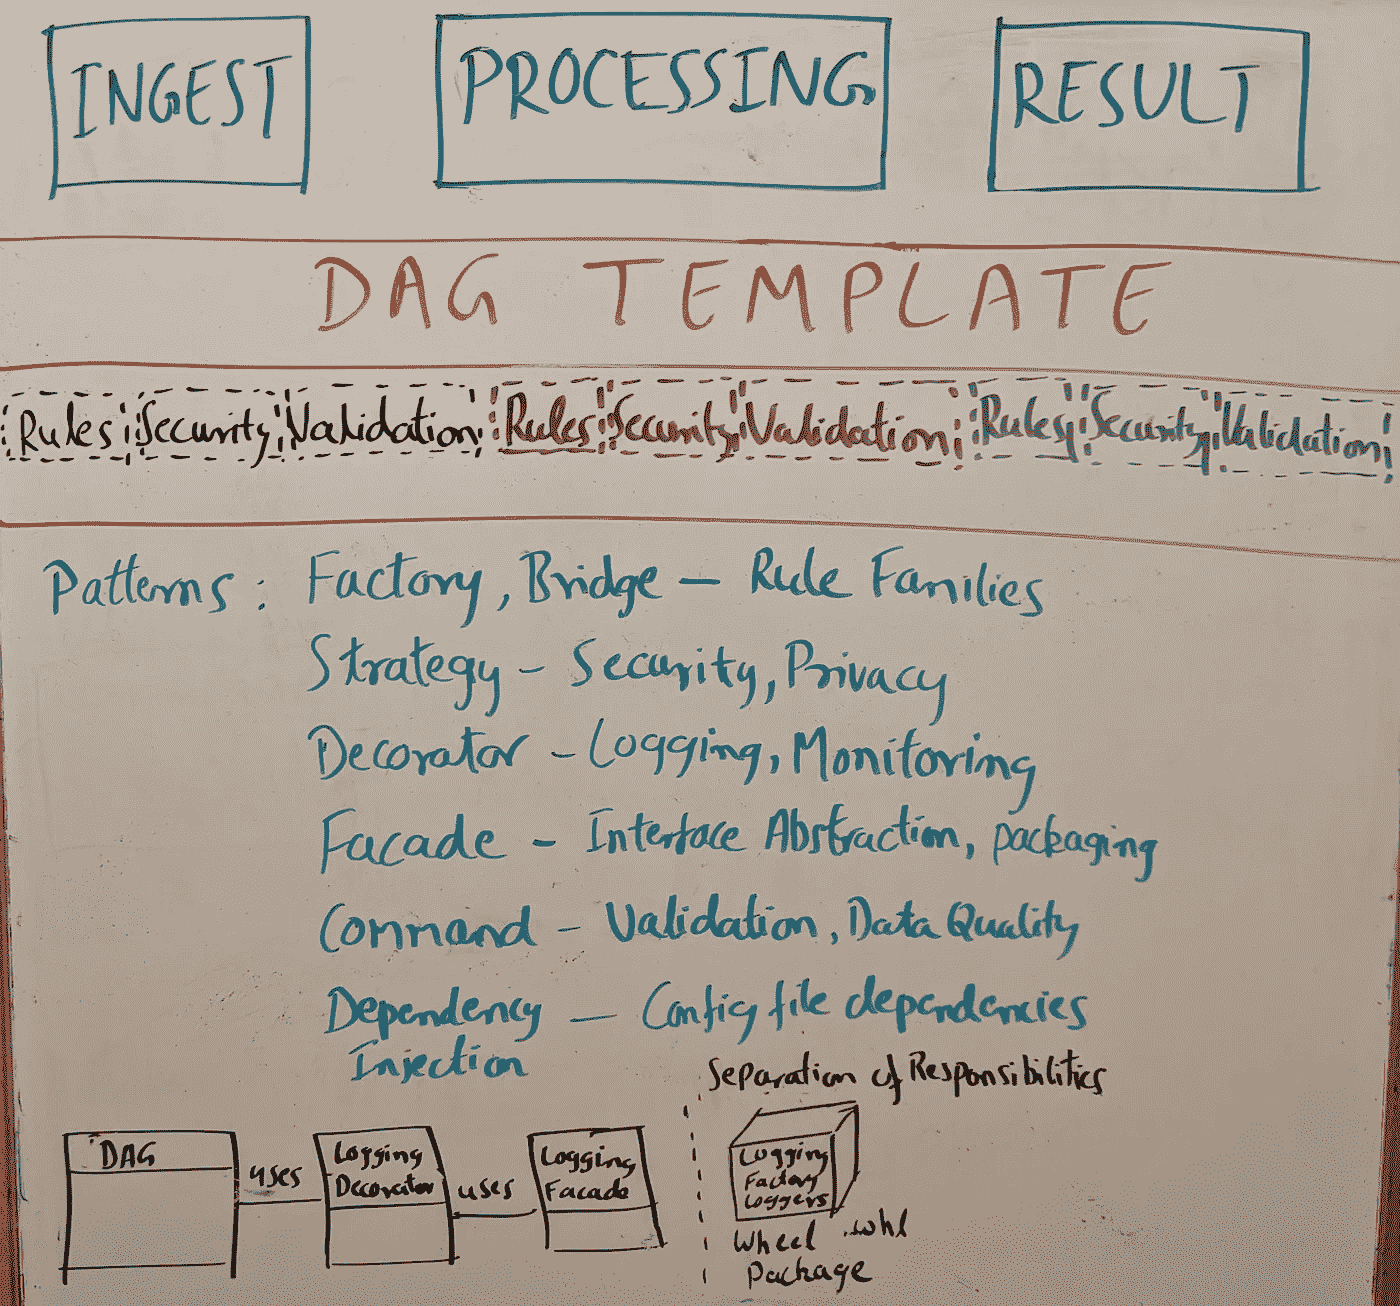 INGEST PROCESSING RESULT
DAG TEMPLATE
Rules Security Validation Rules Security Validation Rules Security Validation
Patterns: Factory, Bridge — Rule Families
Strategy - Security, Privacy
Decorator - Logging, Monitoring
Facade - Interface Abstraction, packaging
Command - Validation, Data Quality
Dependency — Config file dependencies
Injection
Separation of Responsibilities
DAG
uses
Logging
Decorator
uses
Logging
Facade
Logging
Factory
Loggers
Wheel .whl
Package